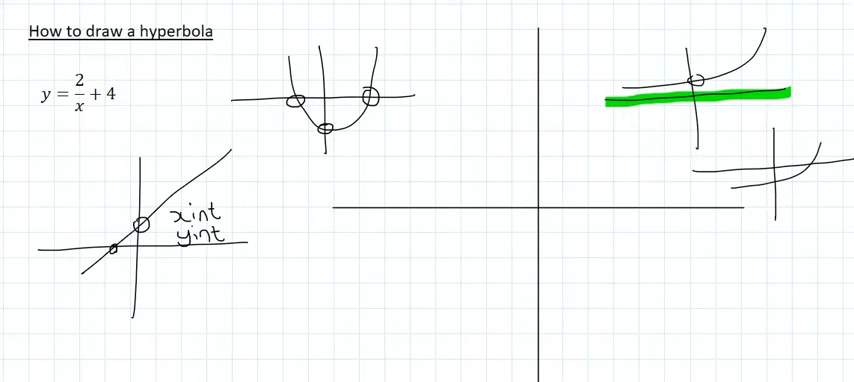 How to draw a hyperbola
y = 2/x + 4
xint
yint